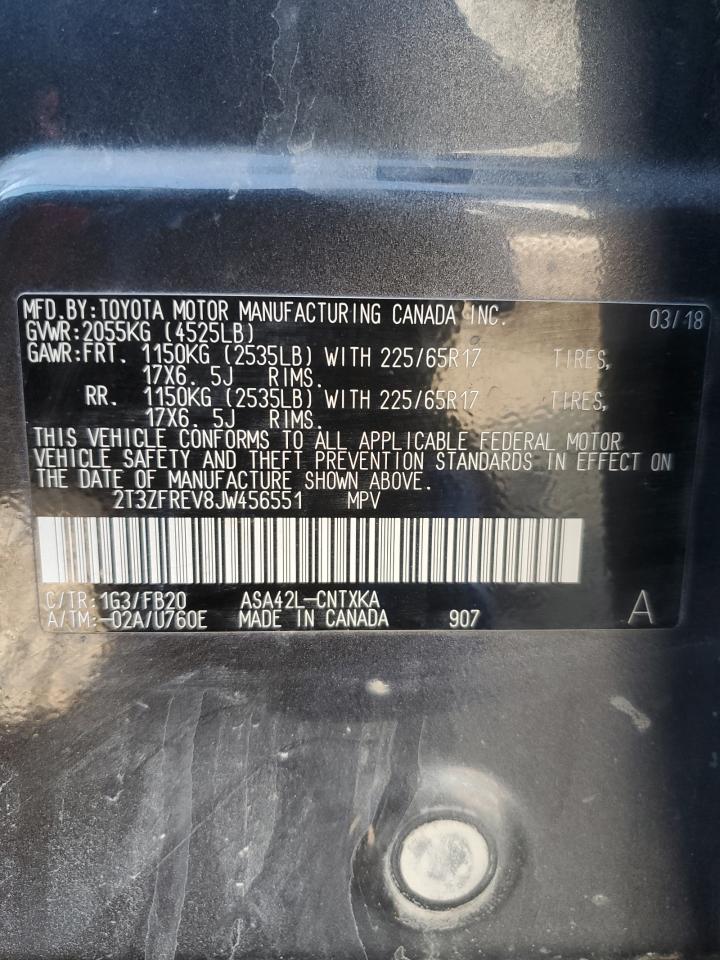 MFD.BY:TOYOTA MOTOR MANUFACTURING CANADA INC. 03/18
GVWR:2055KG (4525LB)
GAWR:FRT. 1150KG (2535LB) WITH 225/65R17 TIRES,
17X6. 5J RIMS.
RR. 1150KG (2535LB) WITH 225/65R17 TIRES,
17X6. 5J RIMS.
THIS VEHICLE CONFORMS TO ALL APPLICABLE FEDERAL MOTOR
VEHICLE SAFETY AND THEFT PREVENTION STANDARDS IN EFFECT ON
THE DATE OF MANUFACTURE SHOWN ABOVE.
2T3ZFREV8JW456551 MPV
C/TR:1G3/FB20 ASA42L-CNTXKA A
A/TM:-02A/U760E MADE IN CANADA 907